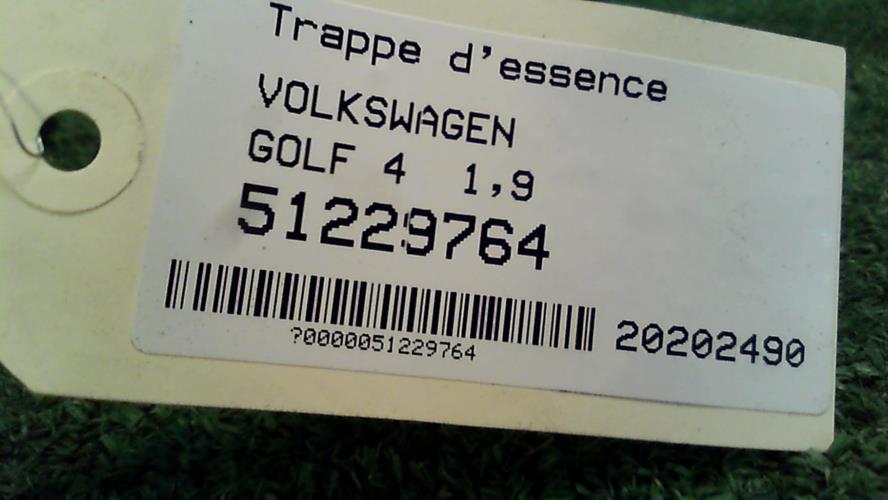 Trappe d'essence
VOLKSWAGEN
GOLF 4 1,9
51229764
?0000051229764
20202490